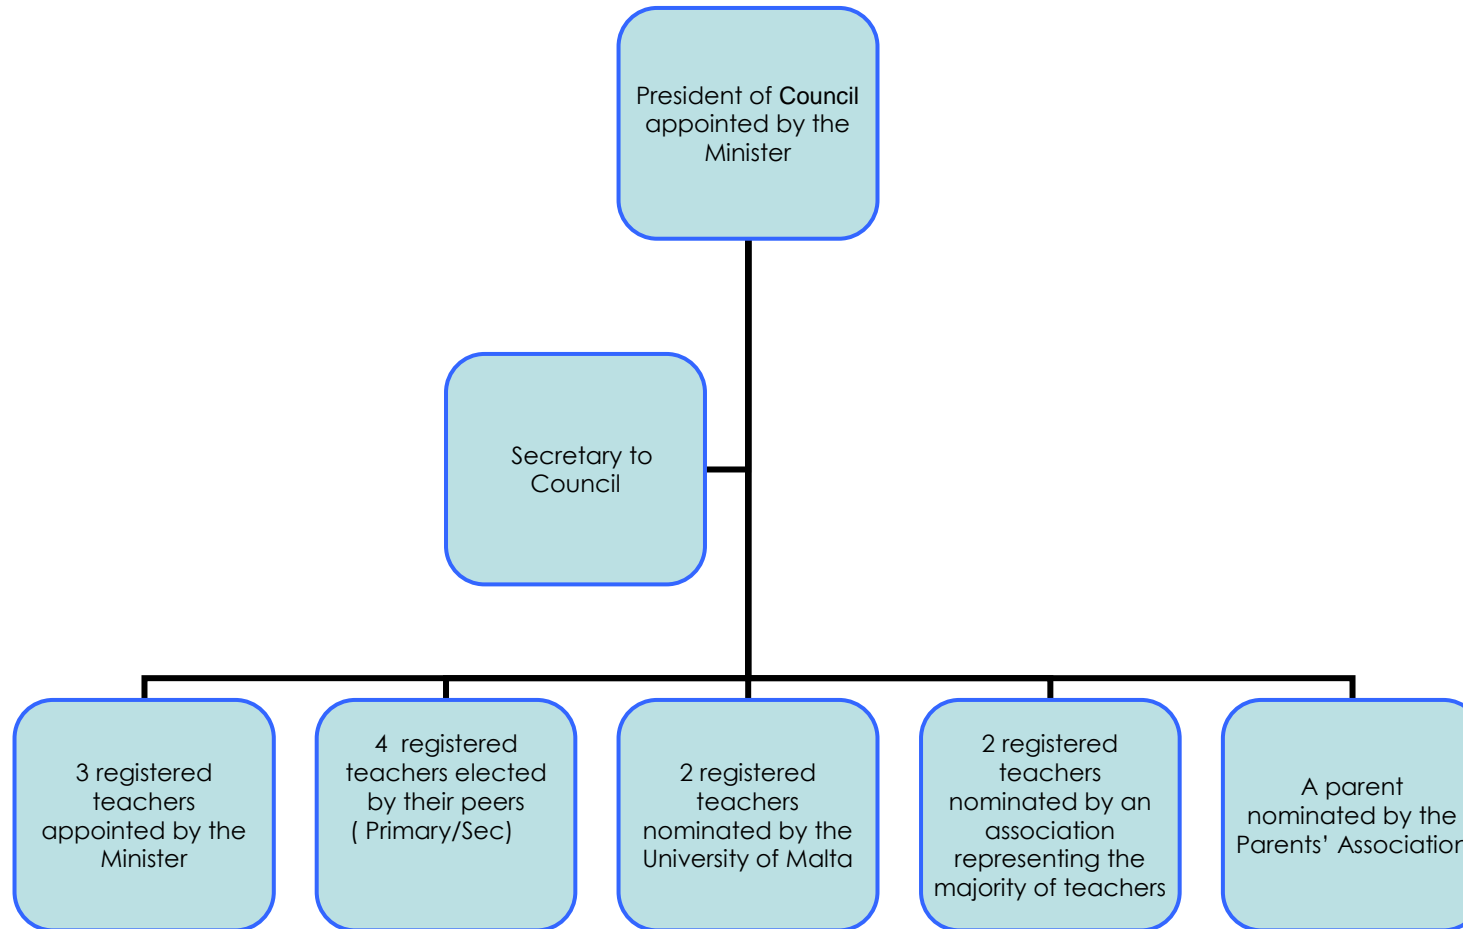 President of Council
appointed by the
Minister
Secretary to
Council
3 registered
teachers
appointed by the
Minister
4 registered
teachers elected
by their peers
( Primary/Sec)
2 registered
teachers
nominated by the
University of Malta
2 registered
teachers
nominated by an
association
representing the
majority of teachers
A parent
nominated by the
Parents’ Association